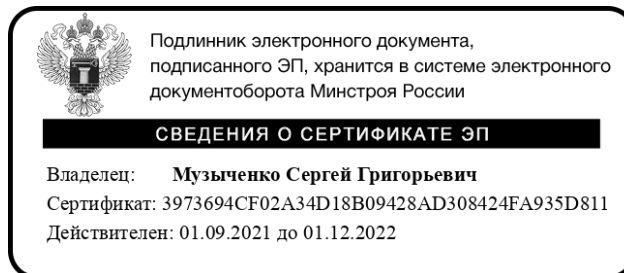 Подлинник электронного документа,
подписанного ЭП, хранится в системе электронного
документоборота Минстроя России
СВЕДЕНИЯ О СЕРТИФИКАТЕ ЭП
Владелец: Музыченко Сергей Григорьевич
Сертификат: 3973694CF02A34D18B09428AD308424FA935D811
Действителен: 01.09.2021 до 01.12.2022